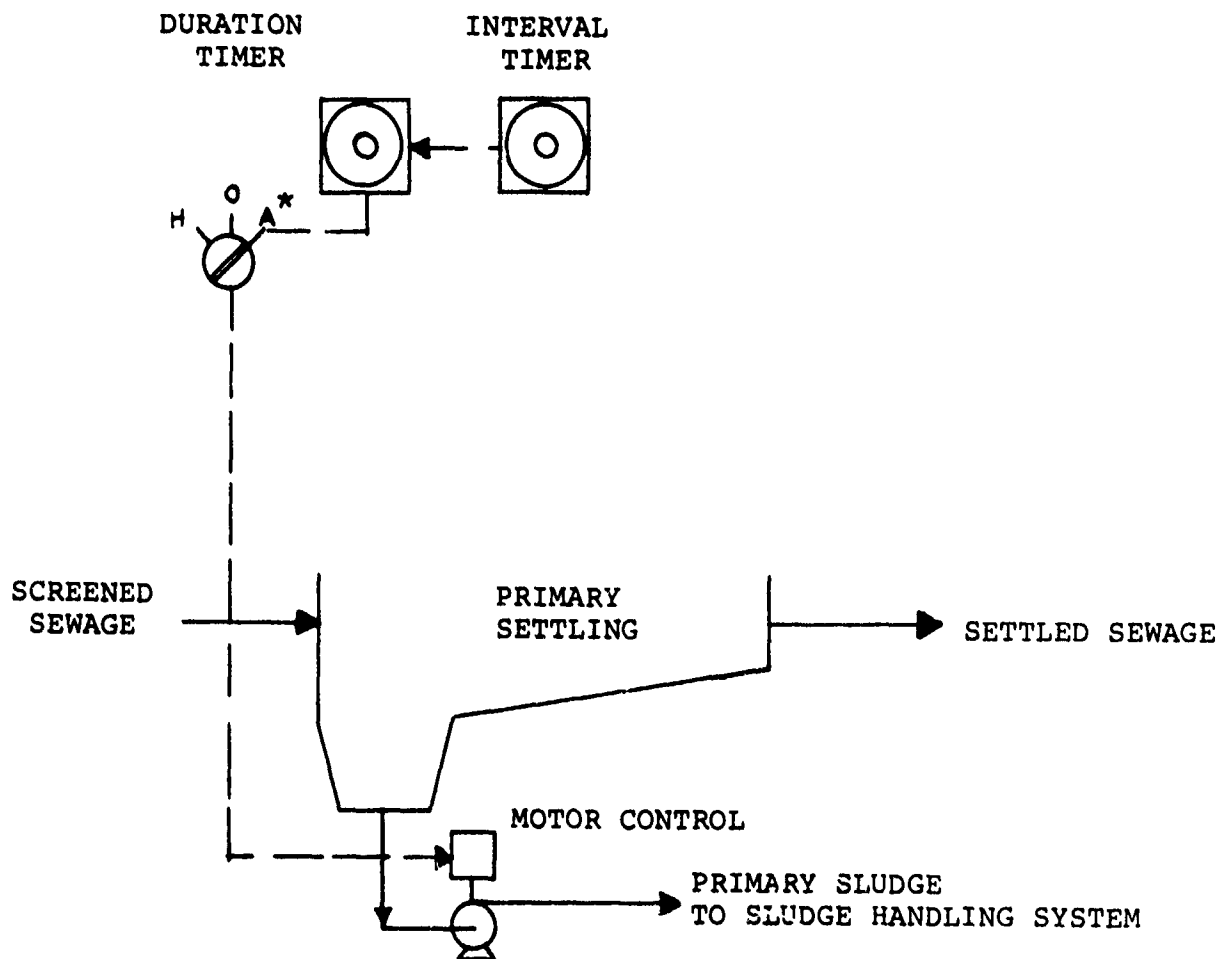 DURATION
TIMER
INTERVAL
TIMER
H O A*
SCREENED
SEWAGE
PRIMARY
SETTLING
SETTLED SEWAGE
MOTOR CONTROL
PRIMARY SLUDGE
TO SLUDGE HANDLING SYSTEM